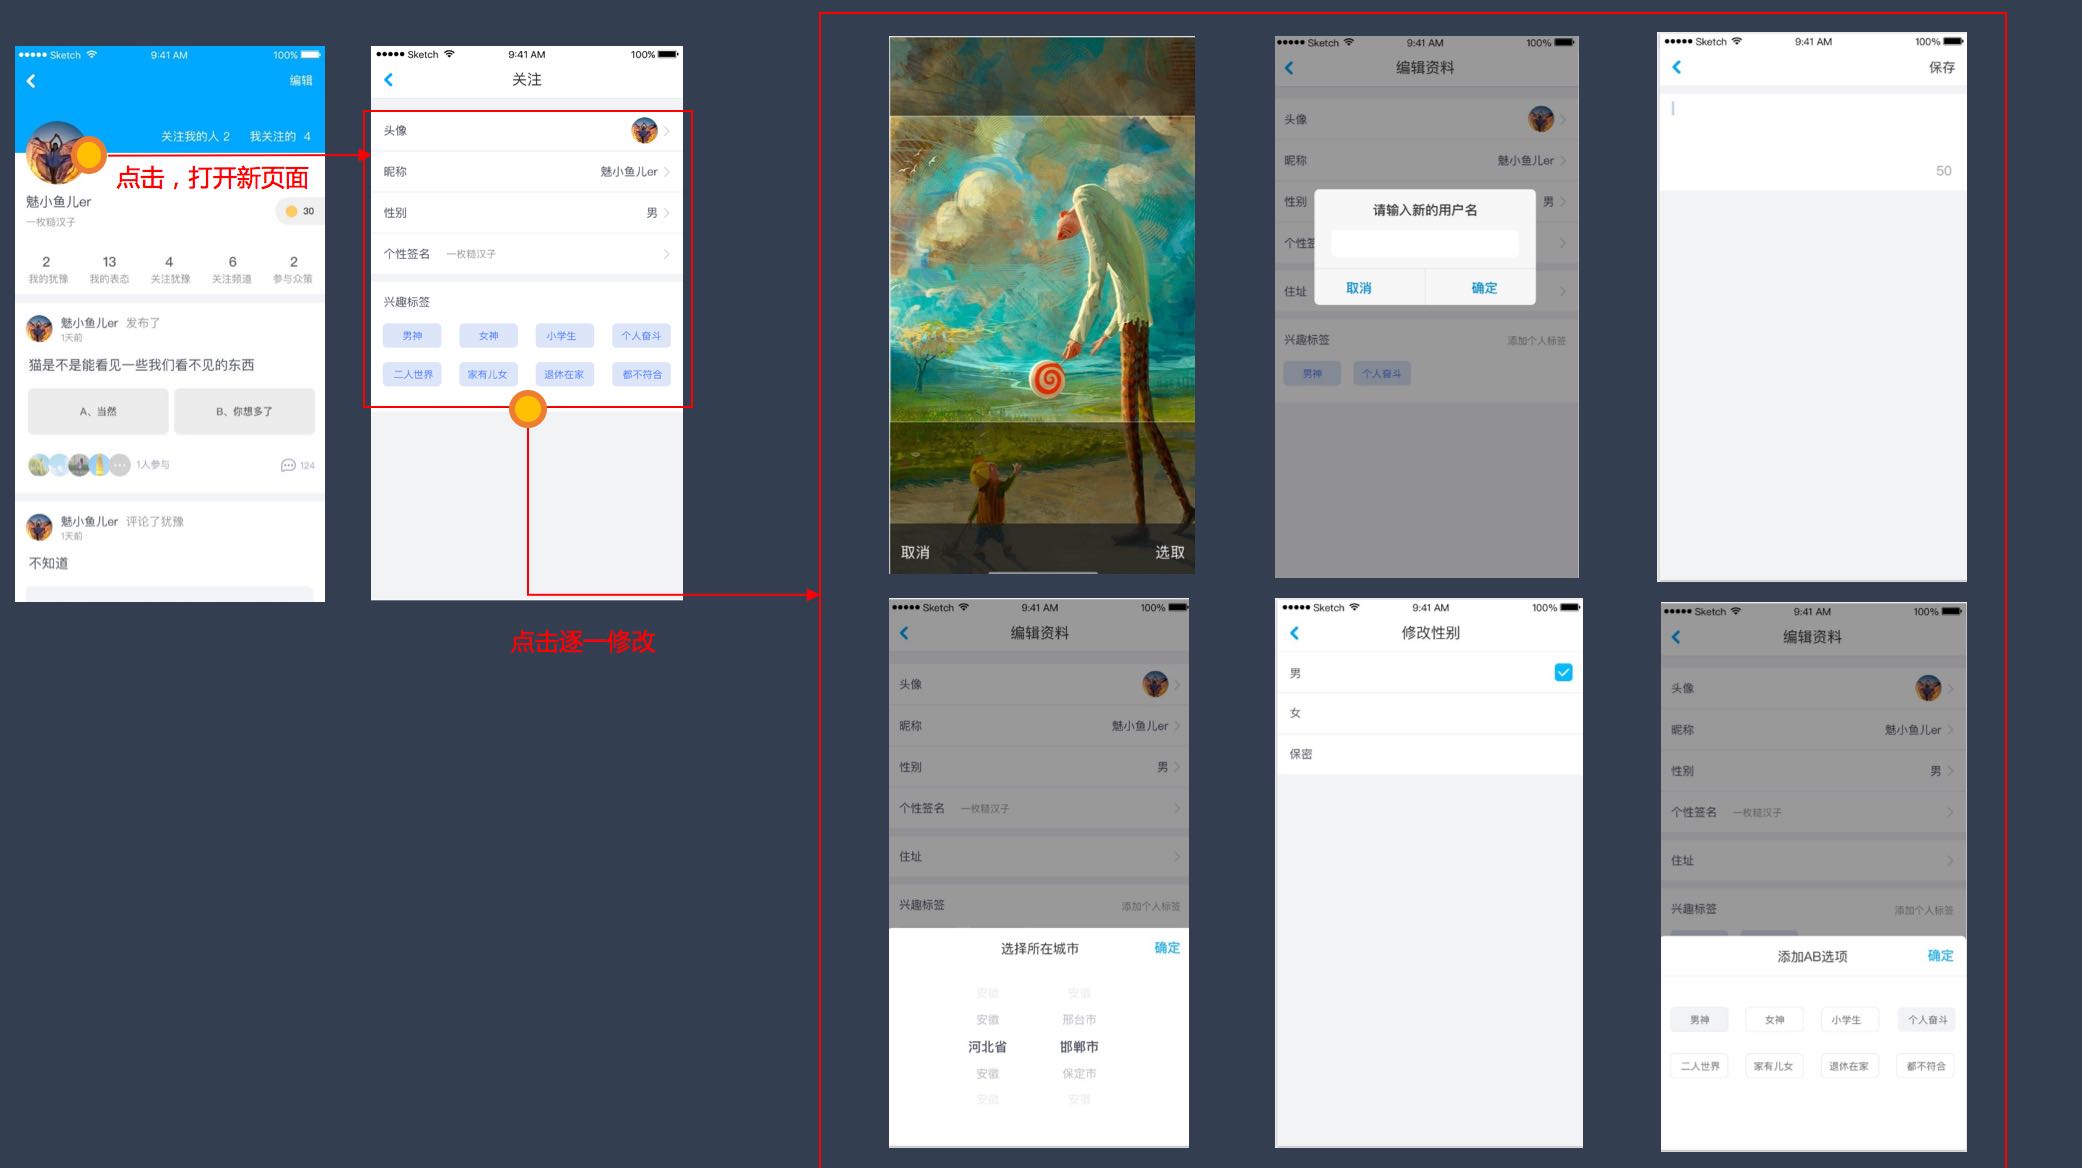 Sketch 9:41 AM 100%
编辑
关注我的人 2 我关注的 4
点击，打开新页面
魅小鱼儿er
一枚糙汉子
30
2 13 4 6 2
我的犹豫 我的表态 关注犹豫 关注频道 参与众策
魅小鱼儿er 发布了
1天前
猫是不是能看见一些我们看不见的东西
A、当然 B、你想多了
1人参与 124
魅小鱼儿er 评论了犹豫
1天前
不知道
Sketch 9:41 AM 100%
关注
头像
昵称 魅小鱼儿er
性别 男
个性签名 一枚糙汉子
兴趣标签
男神 女神 小学生 个人奋斗
二人世界 家有儿女 退休在家 都不符合
点击逐一修改
取消 选取
Sketch 9:41 AM 100%
编辑资料
头像
昵称 魅小鱼儿er
性别 男
个性签
住址
请输入新的用户名
取消 确定
兴趣标签 添加个人标签
男神 个人奋斗
Sketch 9:41 AM 100%
保存
50
Sketch 9:41 AM 100%
编辑资料
头像
昵称 魅小鱼儿er
性别 男
个性签名 一枚糙汉子
住址
兴趣标签 添加个人标签
选择所在城市 确定
安徽 安徽
安徽 邢台市
河北省 邯郸市
安徽 保定市
安徽 安徽
Sketch 9:41 AM 100%
修改性别
男
女
保密
Sketch 9:41 AM 100%
编辑资料
头像
昵称 魅小鱼儿er
性别 男
个性签名 一枚糙汉子
住址
兴趣标签 添加个人标签
添加AB选项 确定
男神 女神 小学生 个人奋斗
二人世界 家有儿女 退休在家 都不符合